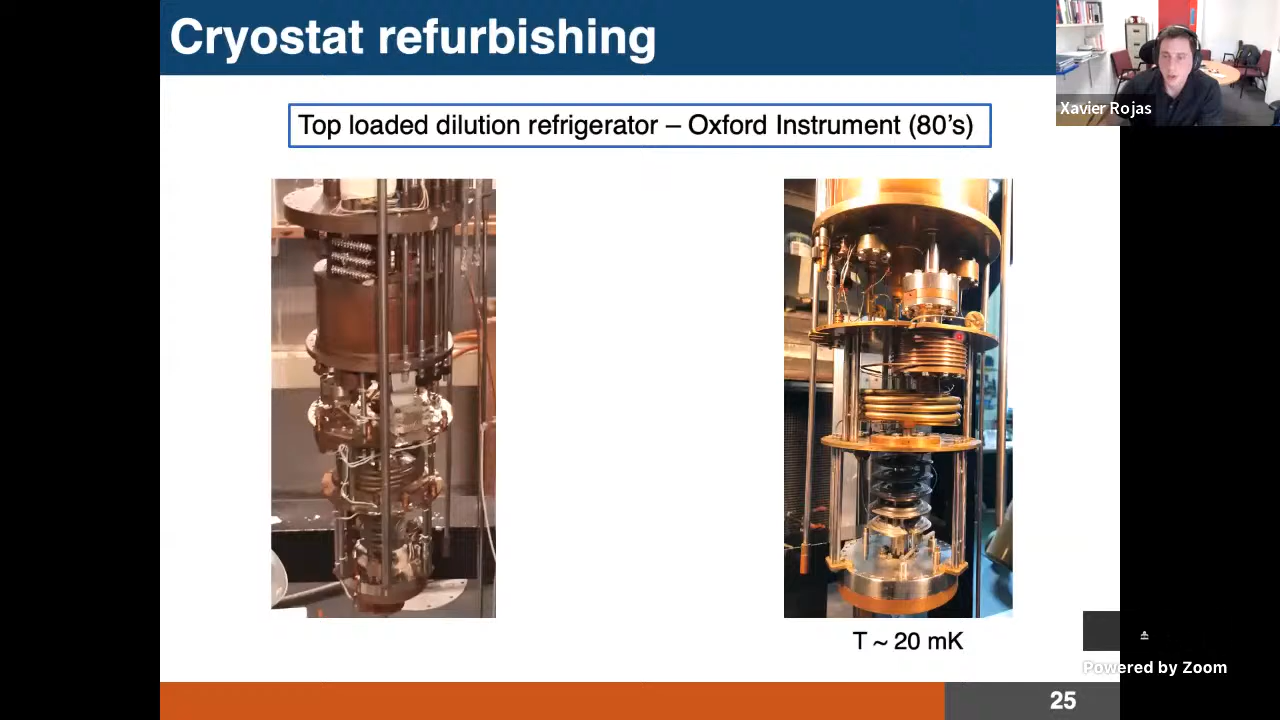 Cryostat refurbishing
Xavier Rojas
Top loaded dilution refrigerator – Oxford Instrument (80’s)
T ~ 20 mK
Powered by Zoom
25